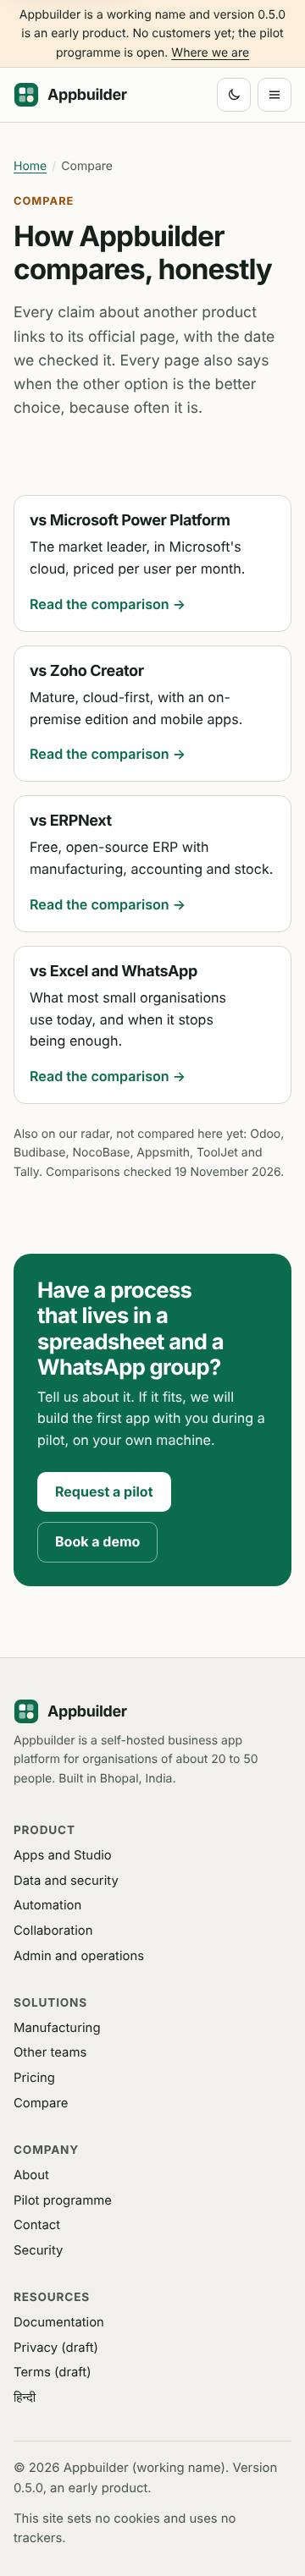 Appbuilder is a working name and version 0.5.0
is an early product. No customers yet; the pilot
programme is open. Where we are
Appbuilder
Home / Compare
COMPARE
How Appbuilder
compares, honestly
Every claim about another product
links to its official page, with the date
we checked it. Every page also says
when the other option is the better
choice, because often it is.
vs Microsoft Power Platform
The market leader, in Microsoft's
cloud, priced per user per month.
Read the comparison →
vs Zoho Creator
Mature, cloud-first, with an on-
premise edition and mobile apps.
Read the comparison →
vs ERPNext
Free, open-source ERP with
manufacturing, accounting and stock.
Read the comparison →
vs Excel and WhatsApp
What most small organisations
use today, and when it stops
being enough.
Read the comparison →
Also on our radar, not compared here yet: Odoo,
Budibase, NocoBase, Appsmith, ToolJet and
Tally. Comparisons checked 19 November 2026.
Have a process
that lives in a
spreadsheet and a
WhatsApp group?
Tell us about it. If it fits, we will
build the first app with you during a
pilot, on your own machine.
Request a pilot
Book a demo
Appbuilder
Appbuilder is a self-hosted business app
platform for organisations of about 20 to 50
people. Built in Bhopal, India.
PRODUCT
Apps and Studio
Data and security
Automation
Collaboration
Admin and operations
SOLUTIONS
Manufacturing
Other teams
Pricing
Compare
COMPANY
About
Pilot programme
Contact
Security
RESOURCES
Documentation
Privacy (draft)
Terms (draft)
हिन्दी
© 2026 Appbuilder (working name). Version
0.5.0, an early product.
This site sets no cookies and uses no
trackers.